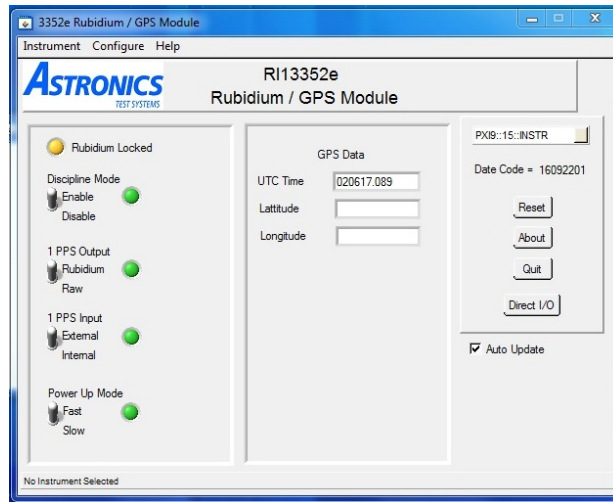 3352e Rubidium / GPS Module
Instrument Configure Help
ASTRONICS
TEST SYSTEMS
RI13352e
Rubidium / GPS Module
Rubidium Locked
Discipline Mode
Enable
Disable
1 PPS Output
Rubidium
Raw
1 PPS Input
External
Internal
Power Up Mode
Fast
Slow
GPS Data
UTC Time 020617.089
Lattitude
Longitude
PXI9::15::INSTR
Date Code = 16092201
Reset
About
Quit
Direct I/O
Auto Update
No Instrument Selected